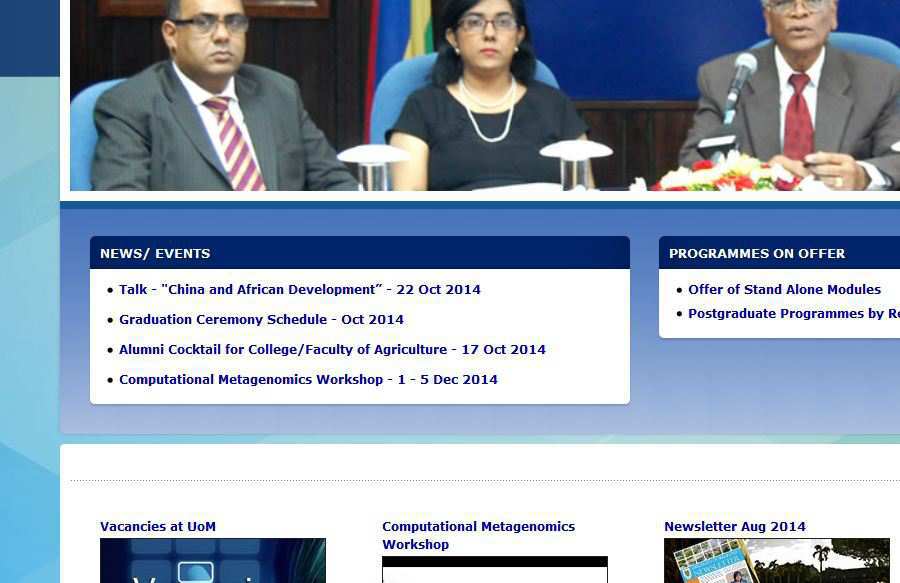 NEWS/ EVENTS
Talk - "China and African Development” - 22 Oct 2014
Graduation Ceremony Schedule - Oct 2014
Alumni Cocktail for College/Faculty of Agriculture - 17 Oct 2014
Computational Metagenomics Workshop - 1 - 5 Dec 2014
PROGRAMMES ON OFFER
Offer of Stand Alone Modules
Postgraduate Programmes by
Vacancies at UoM
Computational Metagenomics
Workshop
Newsletter Aug 2014
NEWSLETTER